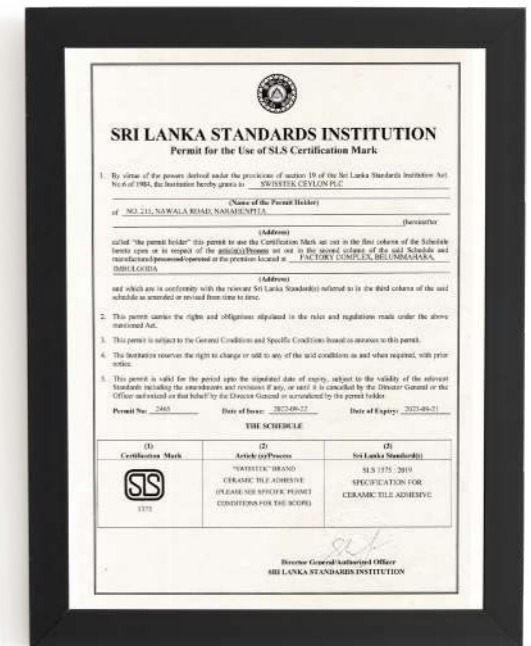 SRI LANKA STANDARDS INSTITUTION
Permit for the Use of SLS Certification Mark
1. By virtue of the powers derived under the provisions of section 19 of the Sri Lanka Standards Institution Act
No 6 of 1984, the Institution hereby grants to SWISSTEK CEYLON PLC
(Name of the Permit Holder)
of NO. 215, NAWALA ROAD, NARAHENPITA
(hereinafter
(Address)
called "the permit holder" this permit to use the Certification Mark set out in the first column of the Schedule
hereto upon or in respect of the article(s)/Process set out in the second column of the said Schedule and
manufactured/processed/operated at the premises located at FACTORY COMPLEX, BELUMMAHARA,
IMBULGODA
(Address)
and which are in conformity with the relevant Sri Lanka Standard(s) referred to in the third column of the said
schedule as amended or revised from time to time.
2. This permit carries the rights and obligations stipulated in the rules and regulations made under the above
mentioned Act.
3. This permit is subject to the General Conditions and Specific Conditions issued as annexes to this permit.
4. The Institution reserves the right to change or add to any of the said conditions as and when required, with prior
notice.
5. This permit is valid for the period upto the stipulated date of expiry, subject to the validity of the relevant
Standards including the amendments and revisions if any, or until it is cancelled by the Director General or the
Officer authorized on that behalf by the Director General or surrendered by the permit holder.
Permit No: 2465 Date of Issue: 2022-09-22 Date of Expiry: 2023-09-21
THE SCHEDULE
(1) (2) (3)
Certification Mark Article (s)/Process Sri Lanka Standard(s)
"SWISSTEK" BRAND SLS 1375 : 2019
CERAMIC TILE ADHESIVE SPECIFICATION FOR
SLS (PLEASE SEE SPECIFIC PERMIT CERAMIC TILE ADHESIVE
1375 CONDITIONS FOR THE SCOPE)
Director General/Authorized Officer
SRI LANKA STANDARDS INSTITUTION